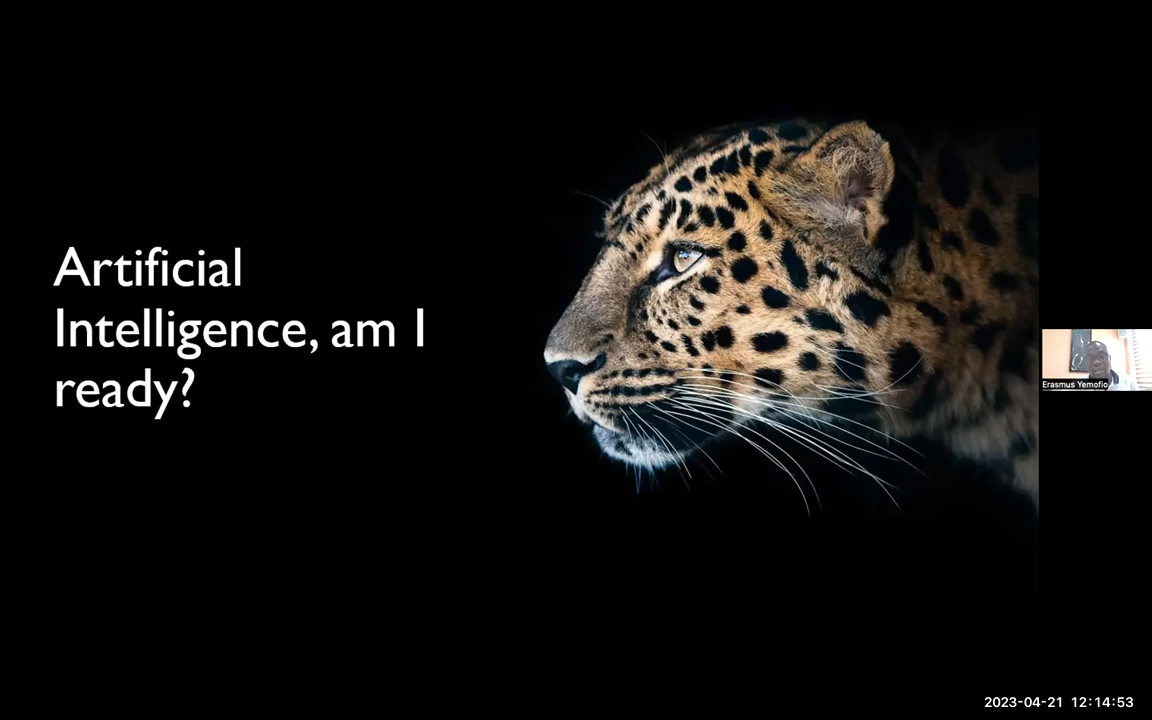 Artificial
Intelligence, am I
ready?
Erasmus Yemofio
2023-04-21 12:14:53